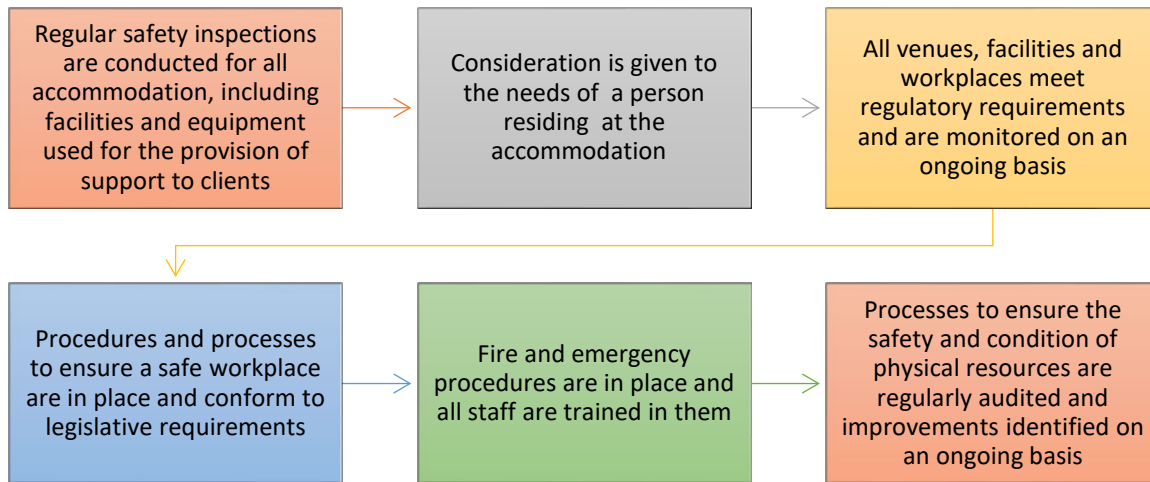 Regular safety inspections
are conducted for all
accommodation, including
facilities and equipment
used for the provision of
support to clients
Consideration is given to
the needs of  a person
residing  at the
accommodation
All venues, facilities and
workplaces meet
regulatory requirements
and are monitored on an
ongoing basis
Procedures and processes
to ensure a safe workplace
are in place and conform to
legislative requirements
Fire and emergency
procedures are in place and
all staff are trained in them
Processes to ensure the
safety and condition of
physical resources are
regularly audited and
improvements identified on
an ongoing basis